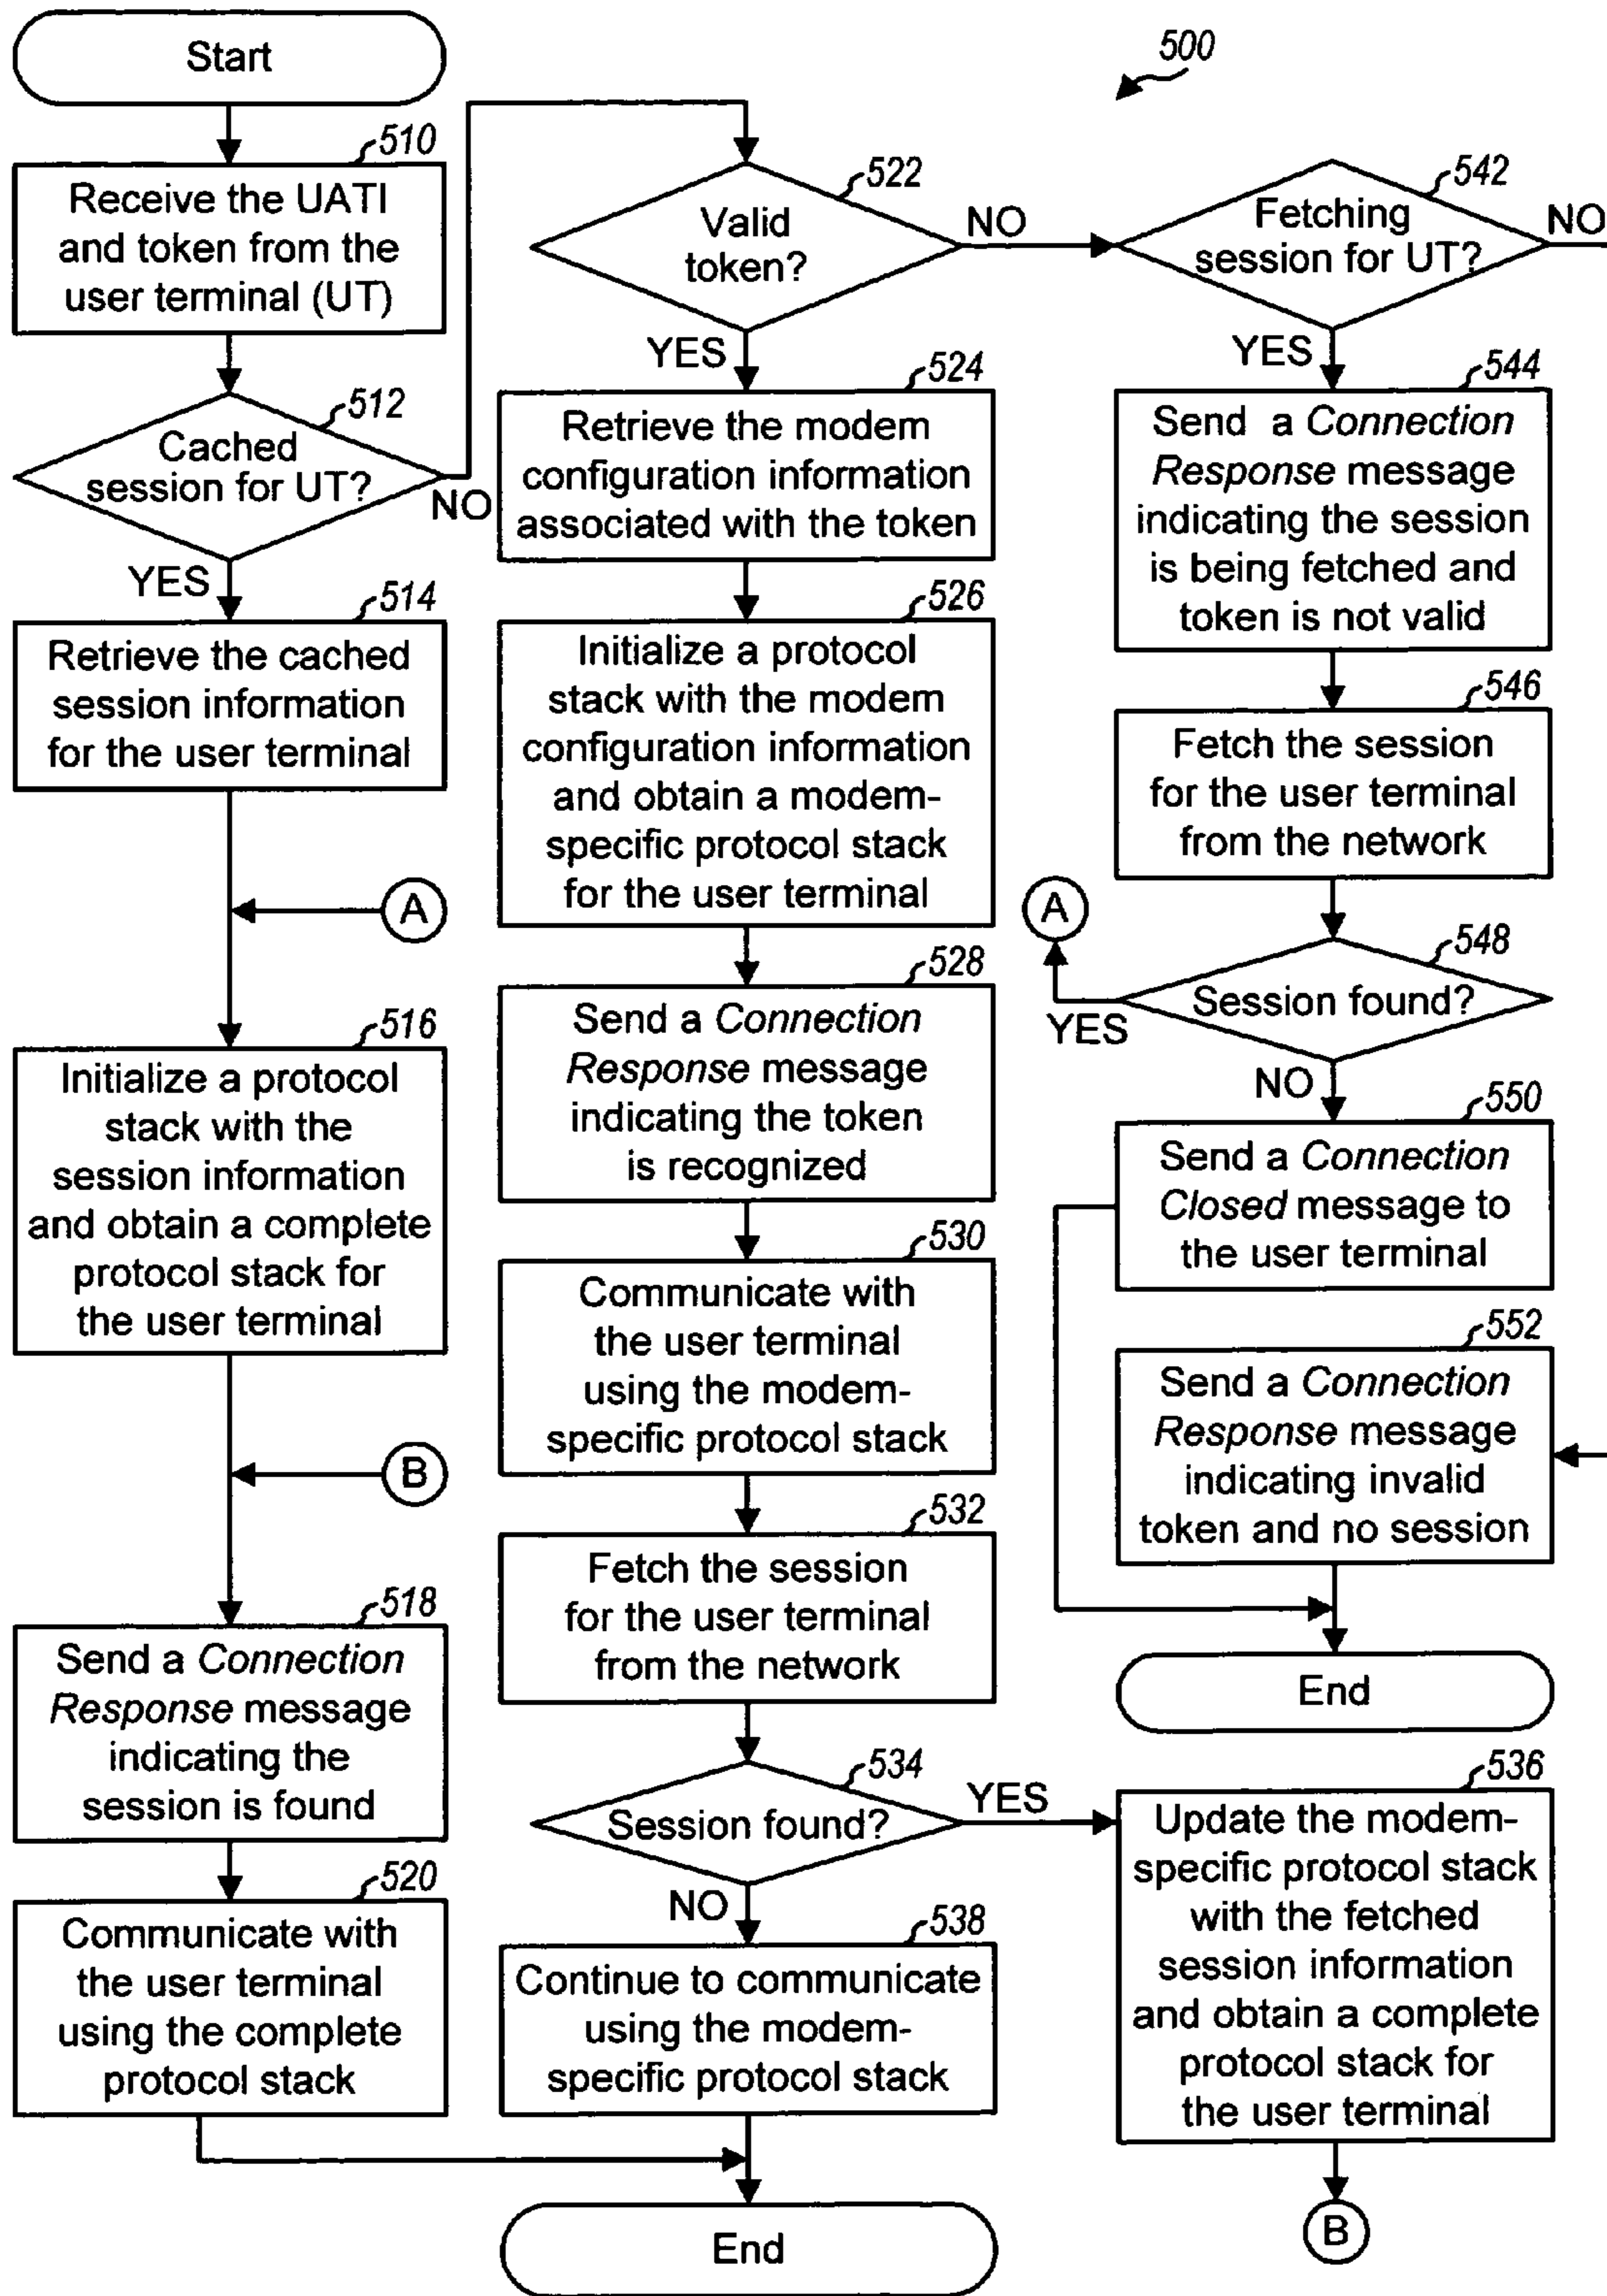 Start
510
Receive the UATI
and token from the
user terminal (UT)
512
Cached
session for UT?
NO
YES
514
Retrieve the cached
session information
for the user terminal
A
516
Initialize a protocol
stack with the
session information
and obtain a complete
protocol stack for
the user terminal
B
518
Send a Connection
Response message
indicating the
session is found
520
Communicate with
the user terminal
using the complete
protocol stack
522
Valid
token?
NO
YES
524
Retrieve the modem
configuration information
associated with the token
526
Initialize a protocol
stack with the modem
configuration information
and obtain a modem-
specific protocol stack
for the user terminal
528
Send a Connection
Response message
indicating the token
is recognized
530
Communicate with
the user terminal
using the modem-
specific protocol stack
532
Fetch the session
for the user terminal
from the network
534
Session found?
YES
NO
538
Continue to communicate
using the modem-
specific protocol stack
End
500
542
Fetching
session for UT?
NO
YES
544
Send a Connection
Response message
indicating the session
is being fetched and
token is not valid
546
Fetch the session
for the user terminal
from the network
A
548
Session found?
YES
NO
550
Send a Connection
Closed message to
the user terminal
552
Send a Connection
Response message
indicating invalid
token and no session
End
536
Update the modem-
specific protocol stack
with the fetched
session information
and obtain a complete
protocol stack for
the user terminal
B